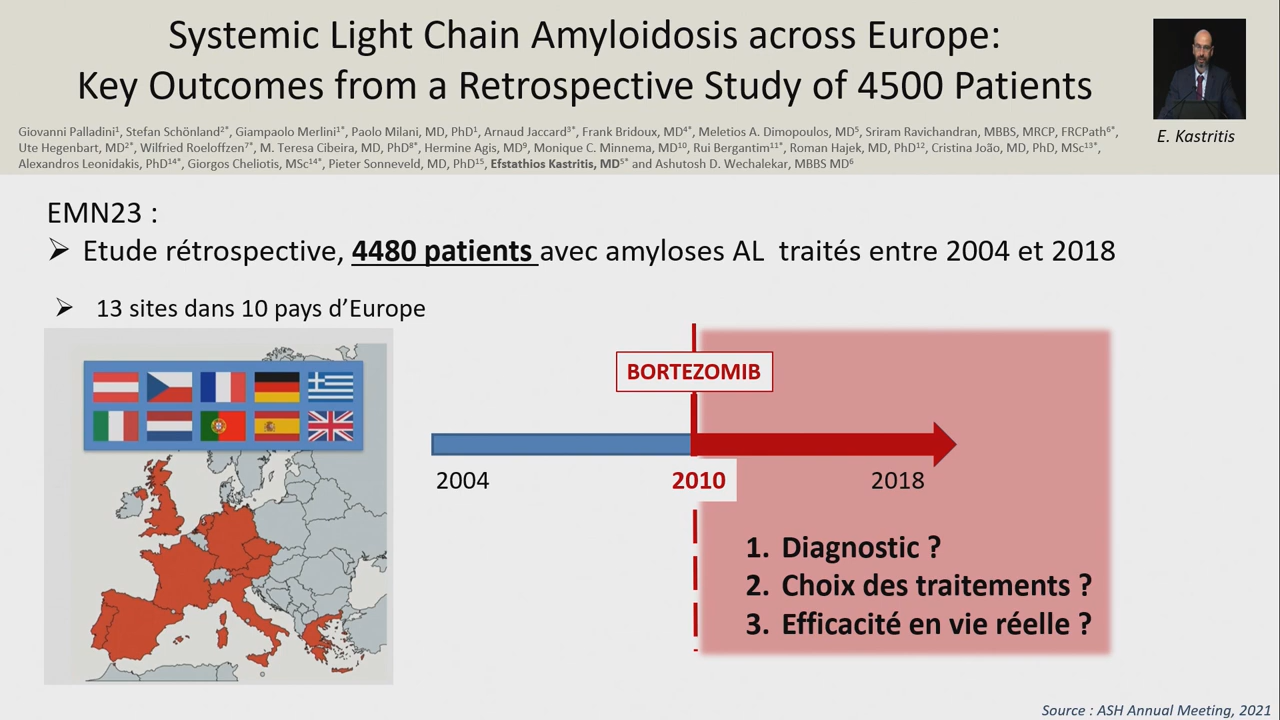 Systemic Light Chain Amyloidosis across Europe:
Key Outcomes from a Retrospective Study of 4500 Patients
Giovanni Palladini¹, Stefan Schönland²*, Giampaolo Merlini¹*, Paolo Milani, MD, PhD¹, Arnaud Jaccard³*, Frank Bridoux, MD⁴*, Meletios A. Dimopoulos, MD⁵, Sriram Ravichandran, MBBS, MRCP, FRCPath⁶*,
Ute Hegenbart, MD²*, Wilfried Roeloffzen⁷*, M. Teresa Cibeira, MD, PhD⁸*, Hermine Agis, MD⁹, Monique C. Minnema, MD¹⁰, Rui Bergantim¹¹*, Roman Hajek, MD, PhD¹², Cristina João, MD, PhD, MSc¹³*,
Alexandros Leonidakis, PhD¹⁴*, Giorgos Cheliotis, MSc¹⁴*, Pieter Sonneveld, MD, PhD¹⁵, Efstathios Kastritis, MD⁵* and Ashutosh D. Wechalekar, MBBS MD⁶
E. Kastritis
EMN23 :
➢ Etude rétrospective, 4480 patients avec amyloses AL traités entre 2004 et 2018
➢ 13 sites dans 10 pays d’Europe
BORTEZOMIB
2004 2010 2018
1. Diagnostic ?
2. Choix des traitements ?
3. Efficacité en vie réelle ?
Source : ASH Annual Meeting, 2021